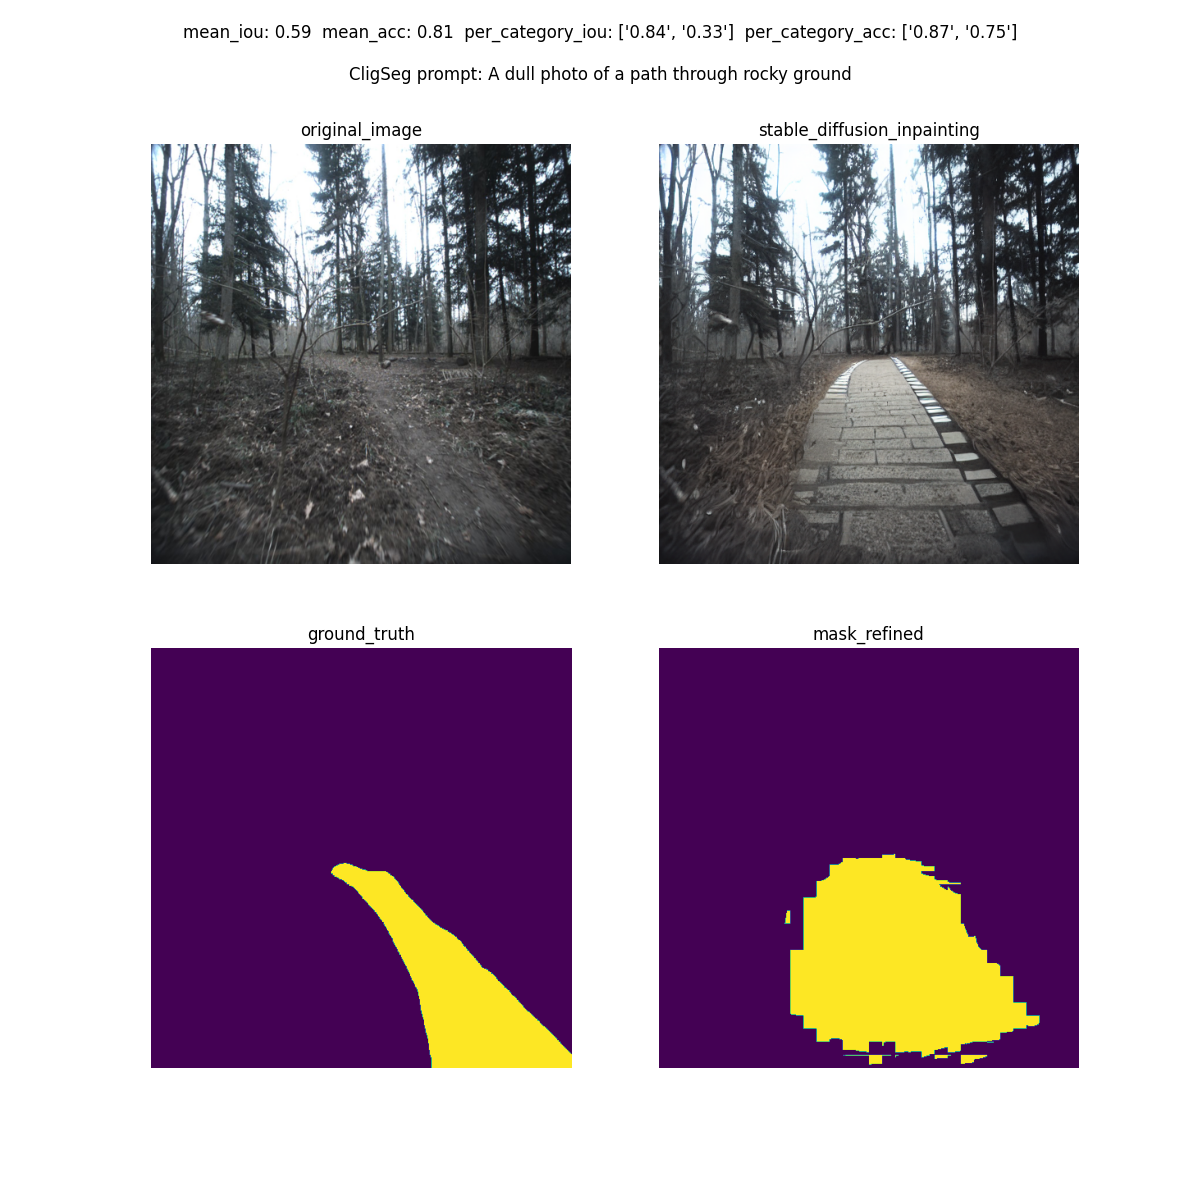 mean_iou: 0.59  mean_acc: 0.81  per_category_iou: ['0.84', '0.33']  per_category_acc: ['0.87', '0.75']
CligSeg prompt: A dull photo of a path through rocky ground
original_image
stable_diffusion_inpainting
ground_truth
mask_refined